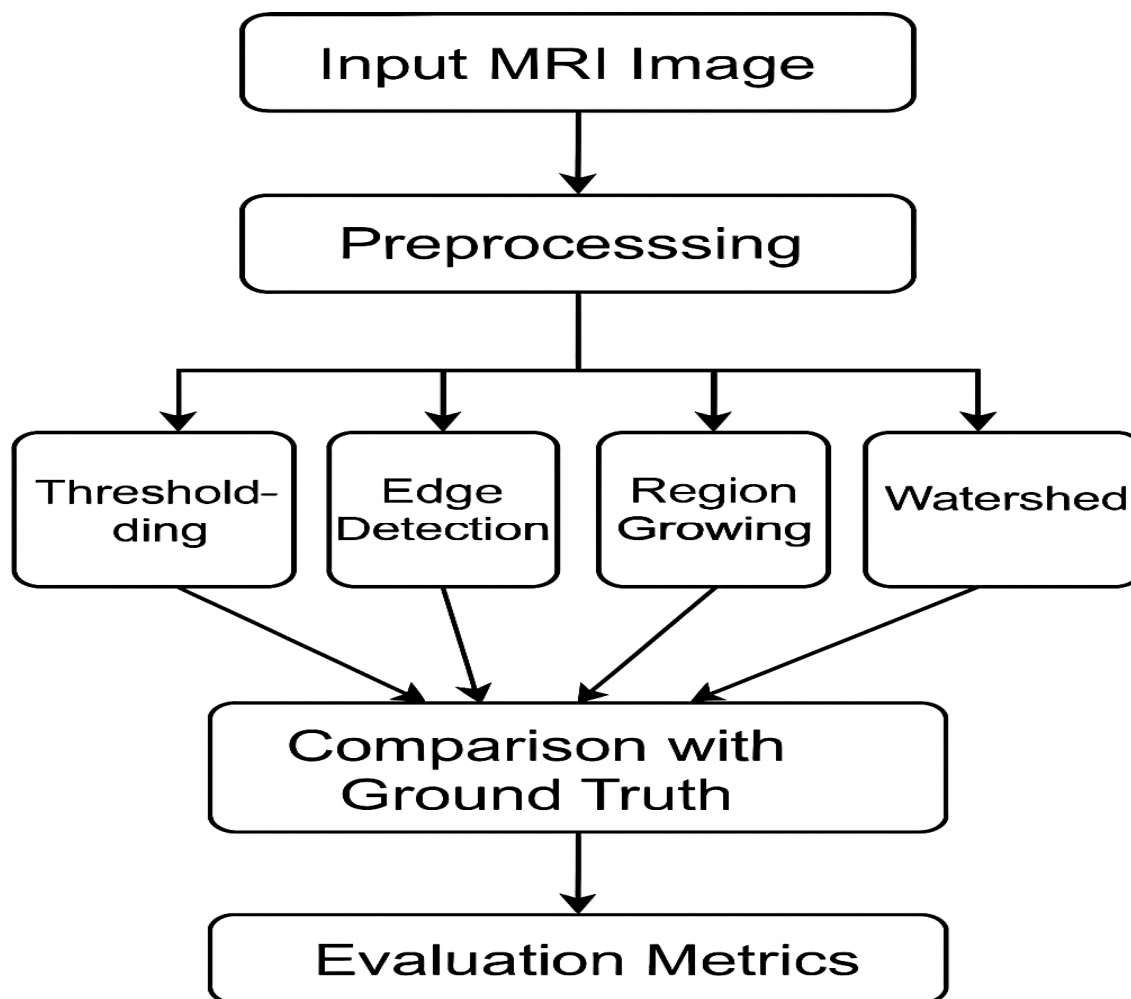 Input MRI Image
Preprocesssing
Threshold-
ding
Edge
Detection
Region
Growing
Watershed
Comparison with
Ground Truth
Evaluation Metrics